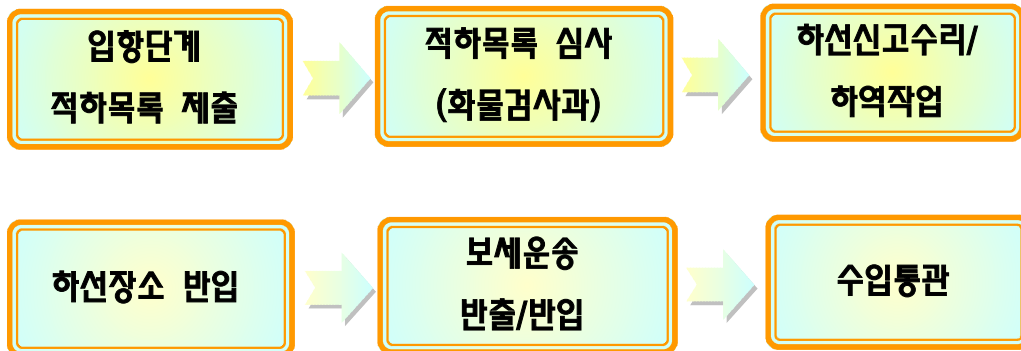 입항단계
적하목록 제출
적하목록 심사
(화물검사과)
하선신고수리/
하역작업
하선장소 반입
보세운송
반출/반입
수입통관